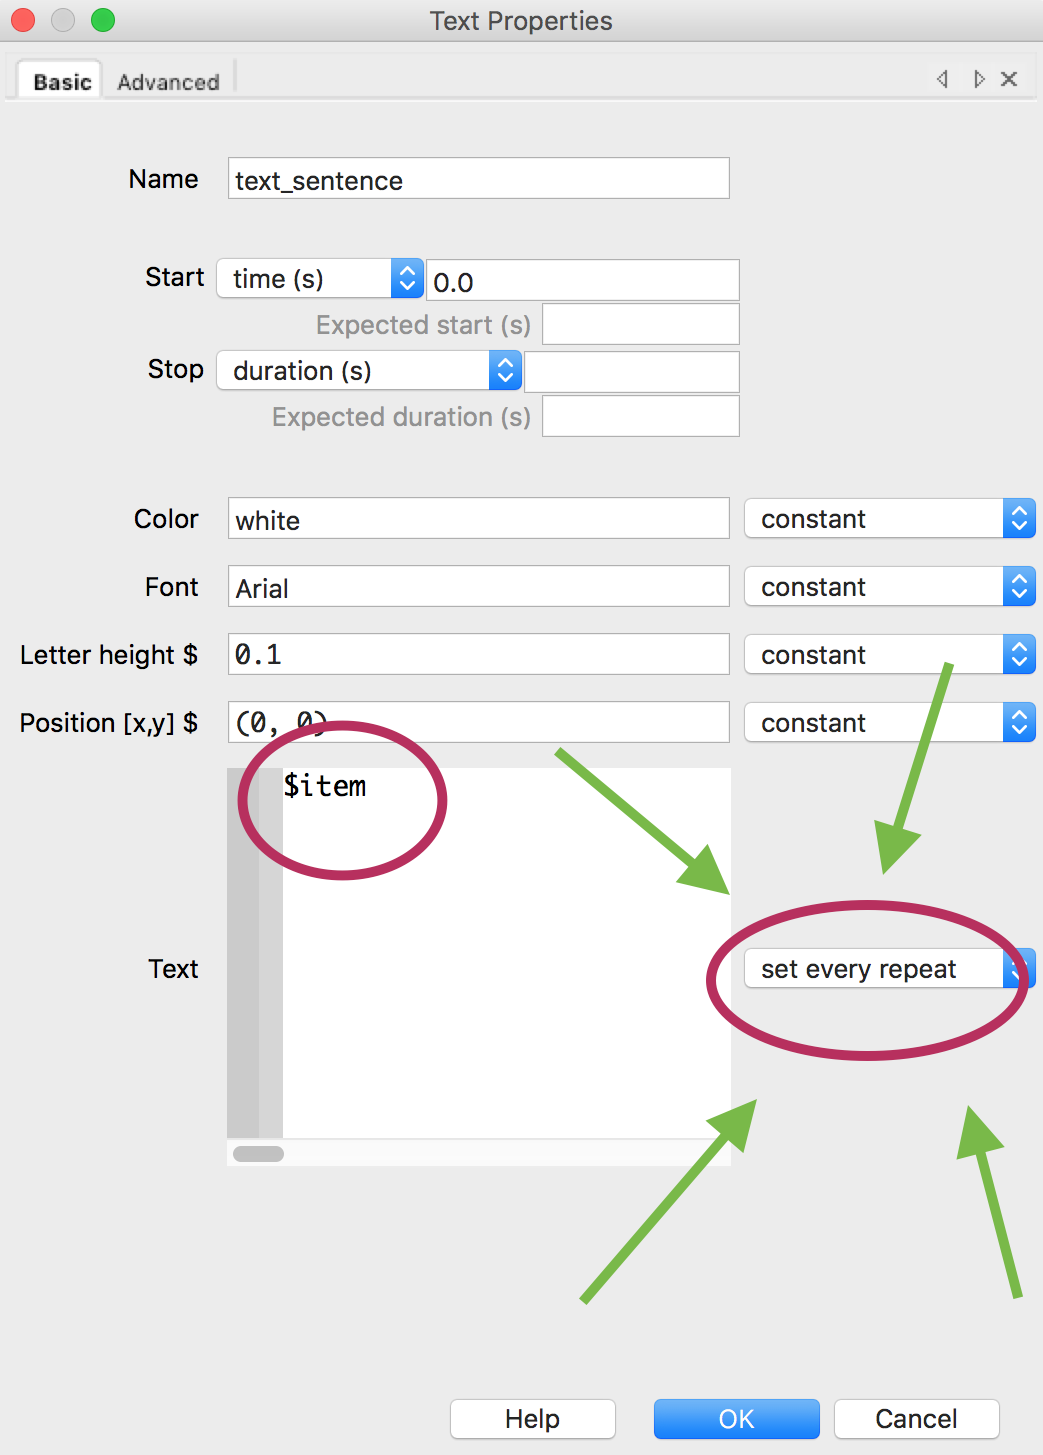 Text Properties
Basic Advanced
Name text_sentence
Start time (s) 0.0
Expected start (s)
Stop duration (s)
Expected duration (s)
Color white constant
Font Arial constant
Letter height $ 0.1 constant
Position [x,y] $ (0, 0) constant
$item
Text set every repeat
Help OK Cancel